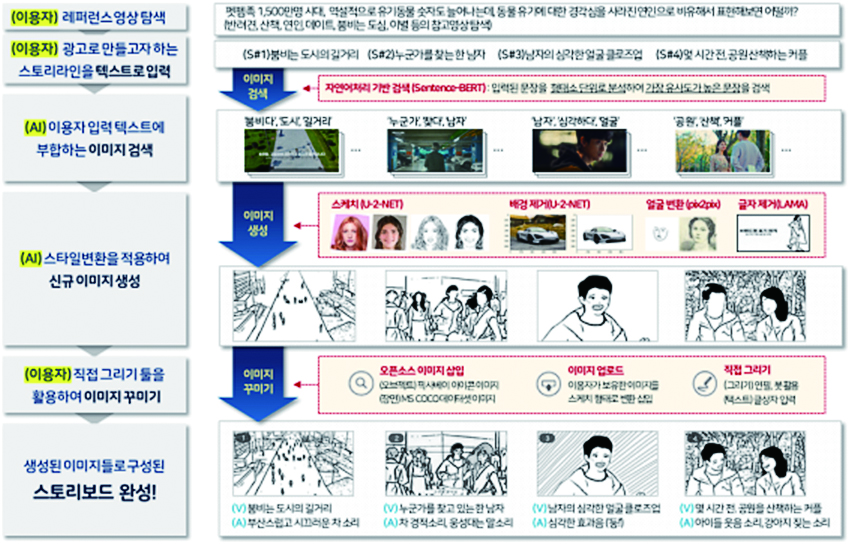 (이용자) 레퍼런스 영상 탐색
펫팸족 1,500만명 시대, 역설적으로 유기동물 숫자도 늘어나는데, 동물 유기에 대한 경각심을 사라진 연인으로 비유해서 표현해보면 어떨까?
(반려견, 산책, 연인, 데이트, 붐비는 도심, 이별 등의 참고영상 탐색)
(이용자) 광고로 만들고자 하는
스토리라인을 텍스트로 입력
(S#1)붐비는 도시의 길거리 (S#2)누군가를 찾는 한 남자 (S#3)남자의 심각한 얼굴 클로즈업 (S#4)몇 시간 전, 공원 산책하는 커플
이미지
검색
자연어처리 기반 검색 (Sentence-BERT) : 입력된 문장을 형태소 단위로 분석하여 가장 유사도가 높은 문장을 검색
(AI) 이용자 입력 텍스트에
부합하는 이미지 검색
'붐비다', '도시', '길거리' '누군가', '찾다', '남자' '남자', '심각하다', '얼굴' '공원', '산책', '커플'
... ... ... ...
이미지
생성
스케치 (U-2-NET) 배경 제거(U-2-NET) 얼굴 변환 (pix2pix) 글자 제거(LAMA)
(AI) 스타일변환을 적용하여
신규 이미지 생성
이미지
꾸미기
(이용자) 직접 그리기 툴을
활용하여 이미지 꾸미기
오픈소스 이미지 삽입 이미지 업로드 직접 그리기
(오브젝트) 픽사베이 아이콘 이미지 이용자가 보유한 이미지를 (그리기) 연필, 붓 활용
(장면) MS COCO 데이터셋 이미지 스케치 형태로 변환 삽입 (텍스트) 글상자 입력
생성된 이미지들로 구성된
스토리보드 완성!
1 2 3 4
(V) 붐비는 도시의 길거리 (V) 누군가를 찾고 있는 한 남자 (V) 남자의 심각한 얼굴 클로즈업 (V) 몇 시간 전, 공원을 산책하는 커플
(A) 부산스럽고 시끄러운 차 소리 (A) 차 경적소리, 웅성대는 말소리 (A) 심각한 효과음 ('둥!') (A) 아이들 웃음 소리, 강아지 짖는 소리